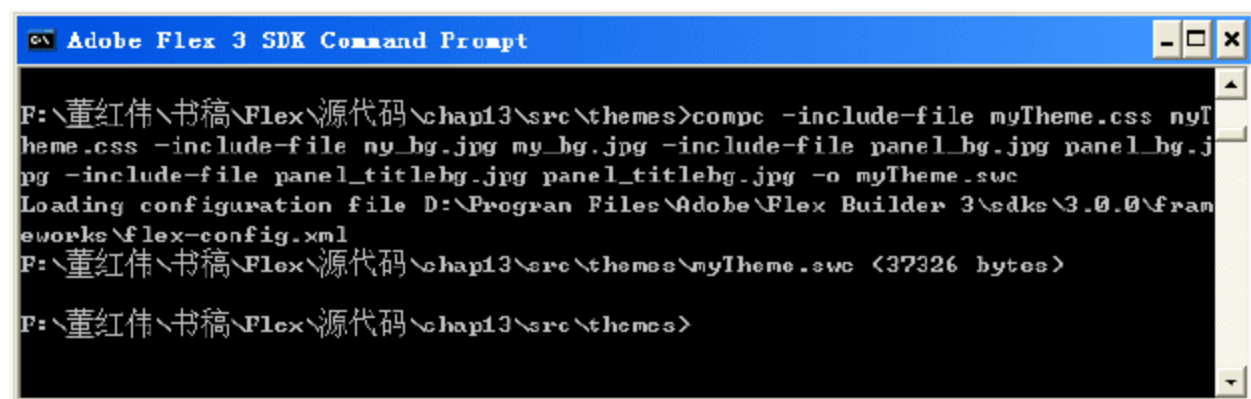 Adobe Flex 3 SDK Command Prompt
F:\董红伟\书稿\Flex\源代码\chap13\src\themes>compc -include-file myTheme.css myT
heme.css -include-file my_bg.jpg my_bg.jpg -include-file panel_bg.jpg panel_bg.j
pg -include-file panel_titlebg.jpg panel_titlebg.jpg -o myTheme.swc
Loading configuration file D:\Program Files\Adobe\Flex Builder 3\sdks\3.0.0\fram
eworks\flex-config.xml
F:\董红伟\书稿\Flex\源代码\chap13\src\themes\myTheme.swc (37326 bytes)
F:\董红伟\书稿\Flex\源代码\chap13\src\themes>